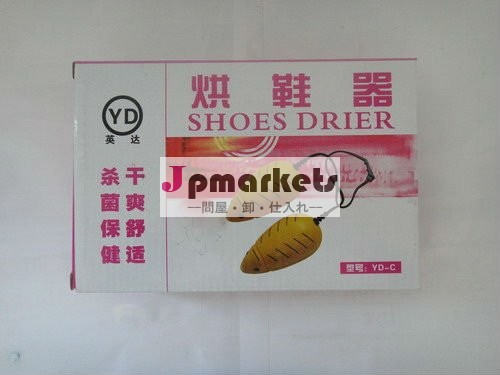 YD
英达
烘鞋器
SHOES DRIER
杀菌保健
干爽舒适
Jpmarkets
—問屋・卸・仕入れ—
型号：YD-C